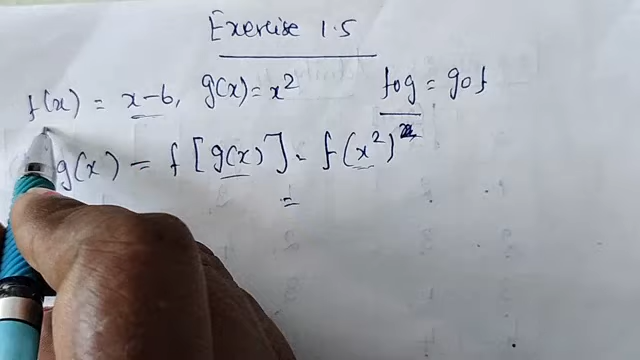 Exercise 1.5
f(x) = x-6, g(x) = x² fog = gof
g(x) = f[g(x)] = f(x²)
=